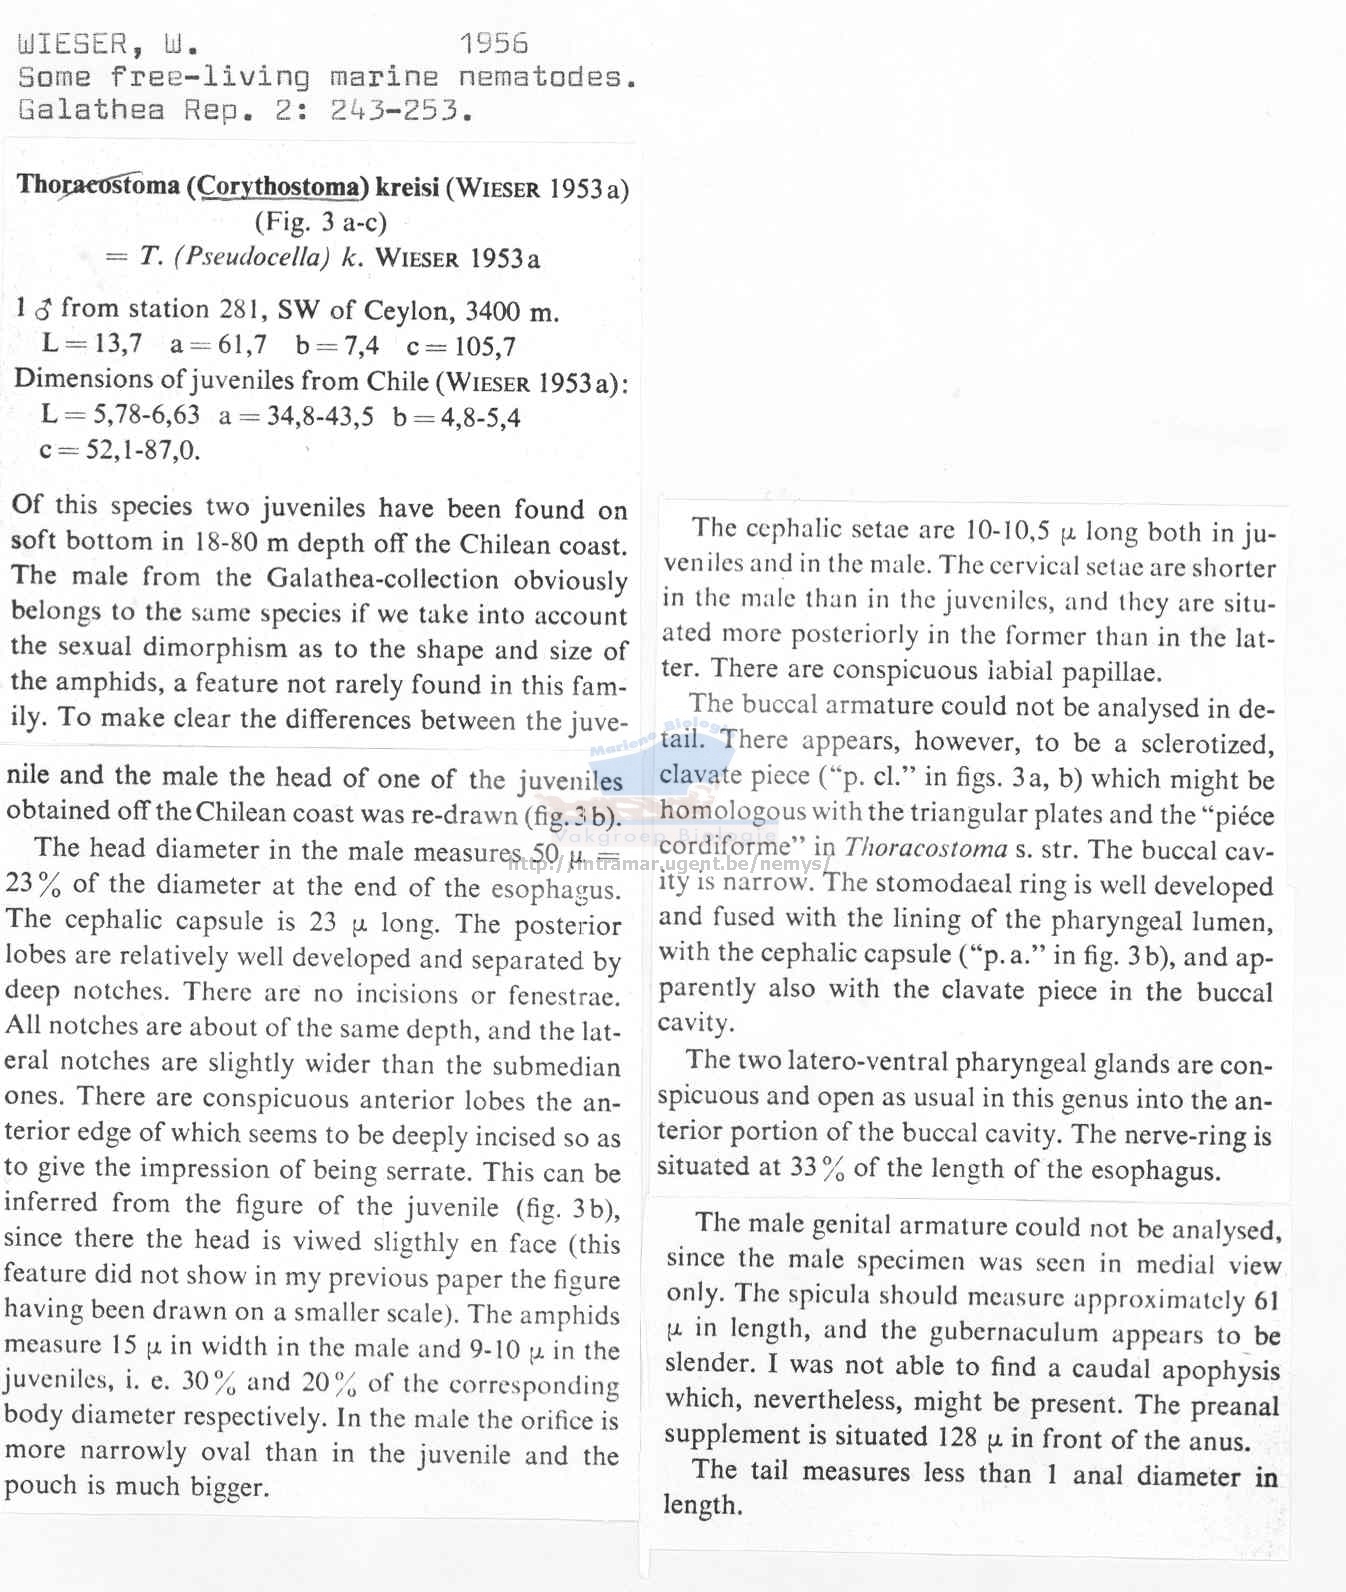 WIESER, W. 1956
Some free-living marine nematodes.
Galathea Rep. 2: 243-253.
Thoracostoma (Corythostoma) kreisi (WIESER 1953a)
(Fig. 3 a-c)
= T. (Pseudocella) k. WIESER 1953a
1 ♂ from station 281, SW of Ceylon, 3400 m.
L = 13,7 a = 61,7 b = 7,4 c = 105,7
Dimensions of juveniles from Chile (WIESER 1953a):
L = 5,78-6,63 a = 34,8-43,5 b = 4,8-5,4
c = 52,1-87,0.
Of this species two juveniles have been found on
soft bottom in 18-80 m depth off the Chilean coast.
The male from the Galathea-collection obviously
belongs to the same species if we take into account
the sexual dimorphism as to the shape and size of
the amphids, a feature not rarely found in this fam-
ily. To make clear the differences between the juve-
nile and the male the head of one of the juveniles
obtained off the Chilean coast was re-drawn (fig. 3b).
The head diameter in the male measures 50 µ =
23% of the diameter at the end of the esophagus.
The cephalic capsule is 23 µ long. The posterior
lobes are relatively well developed and separated by
deep notches. There are no incisions or fenestrae.
All notches are about of the same depth, and the lat-
eral notches are slightly wider than the submedian
ones. There are conspicuous anterior lobes the an-
terior edge of which seems to be deeply incised so as
to give the impression of being serrate. This can be
inferred from the figure of the juvenile (fig. 3b),
since there the head is viwed sligthly en face (this
feature did not show in my previous paper the figure
having been drawn on a smaller scale). The amphids
measure 15 µ in width in the male and 9-10 µ in the
juveniles, i. e. 30% and 20% of the corresponding
body diameter respectively. In the male the orifice is
more narrowly oval than in the juvenile and the
pouch is much bigger.
The cephalic setae are 10-10,5 µ long both in ju-
veniles and in the male. The cervical setae are shorter
in the male than in the juveniles, and they are situ-
ated more posteriorly in the former than in the lat-
ter. There are conspicuous labial papillae.
The buccal armature could not be analysed in de-
tail. There appears, however, to be a sclerotized,
clavate piece (“p. cl.” in figs. 3a, b) which might be
homologous with the triangular plates and the “piéce
cordiforme” in Thoracostoma s. str. The buccal cav-
ity is narrow. The stomodaeal ring is well developed
and fused with the lining of the pharyngeal lumen,
with the cephalic capsule (“p.a.” in fig. 3b), and ap-
parently also with the clavate piece in the buccal
cavity.
The two latero-ventral pharyngeal glands are con-
spicuous and open as usual in this genus into the an-
terior portion of the buccal cavity. The nerve-ring is
situated at 33% of the length of the esophagus.
The male genital armature could not be analysed,
since the male specimen was seen in medial view
only. The spicula should measure approximately 61
µ in length, and the gubernaculum appears to be
slender. I was not able to find a caudal apophysis
which, nevertheless, might be present. The preanal
supplement is situated 128 µ in front of the anus.
The tail measures less than 1 anal diameter in
length.
Mariene Biologie
Vakgroep Biologie
http://intramar.ugent.be/nemys/